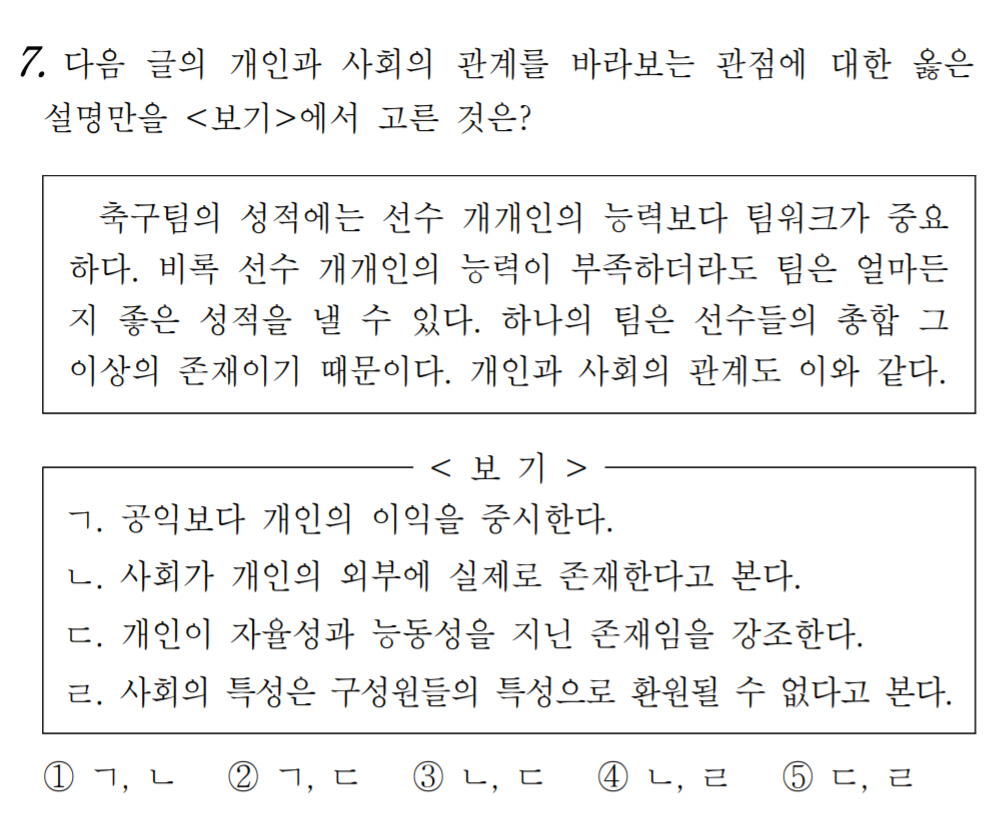 7. 다음 글의 개인과 사회의 관계를 바라보는 관점에 대한 옳은
설명만을 <보기>에서 고른 것은?
축구팀의 성적에는 선수 개개인의 능력보다 팀워크가 중요
하다. 비록 선수 개개인의 능력이 부족하더라도 팀은 얼마든
지 좋은 성적을 낼 수 있다. 하나의 팀은 선수들의 총합 그
이상의 존재이기 때문이다. 개인과 사회의 관계도 이와 같다.
< 보 기 >
ㄱ. 공익보다 개인의 이익을 중시한다.
ㄴ. 사회가 개인의 외부에 실제로 존재한다고 본다.
ㄷ. 개인이 자율성과 능동성을 지닌 존재임을 강조한다.
ㄹ. 사회의 특성은 구성원들의 특성으로 환원될 수 없다고 본다.
① ㄱ, ㄴ ② ㄱ, ㄷ ③ ㄴ, ㄷ ④ ㄴ, ㄹ ⑤ ㄷ, ㄹ